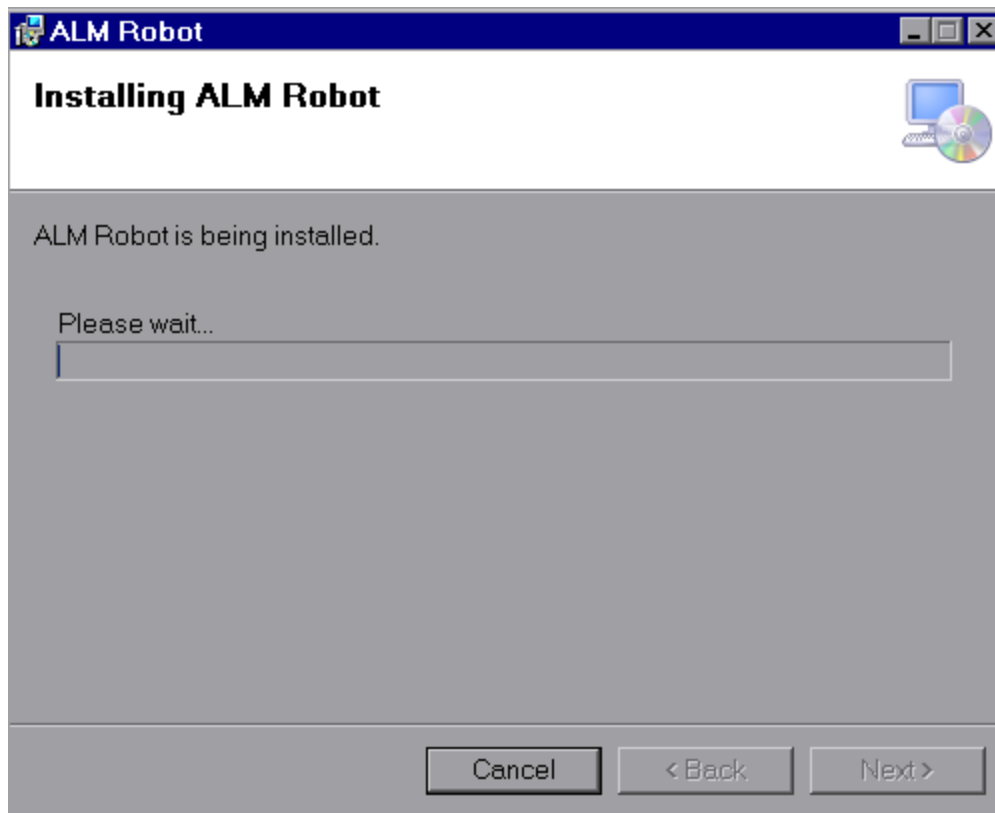 ALM Robot
Installing ALM Robot
ALM Robot is being installed.
Please wait...
Cancel
< Back
Next >